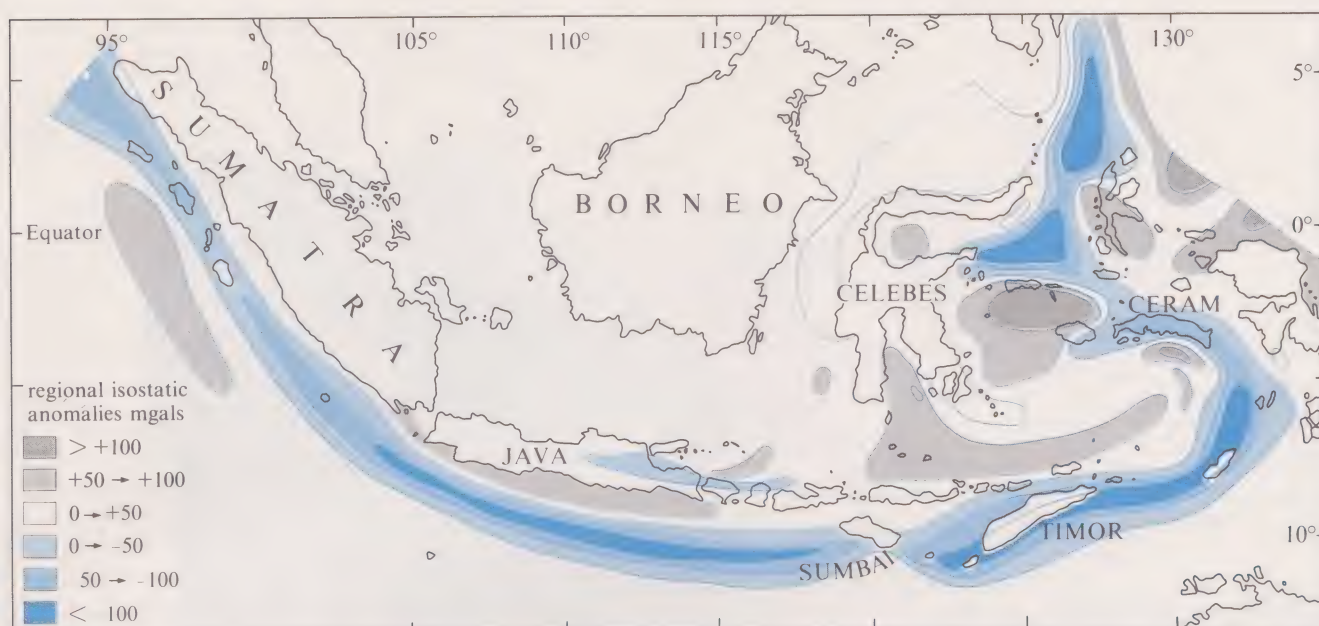 95° 105° 110° 115° 130°
5°
SUMATRA
BORNEO
Equator
0°
CELEBES
CERAM
regional isostatic
anomalies mgals
> +100
+50 → +100
0 → +50
0 → –50
50 → -100
< 100
JAVA
TIMOR
SUMBAI
10°